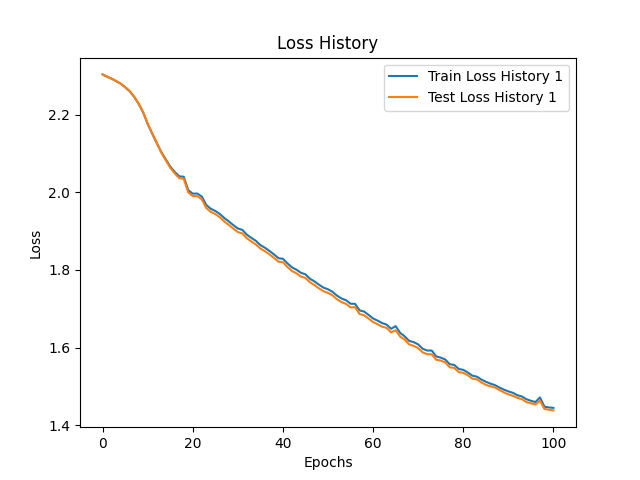 Loss History
Train Loss History 1
Test Loss History 1
2.2
2.0
1.8
1.6
1.4
Loss
0 20 40 60 80 100
Epochs